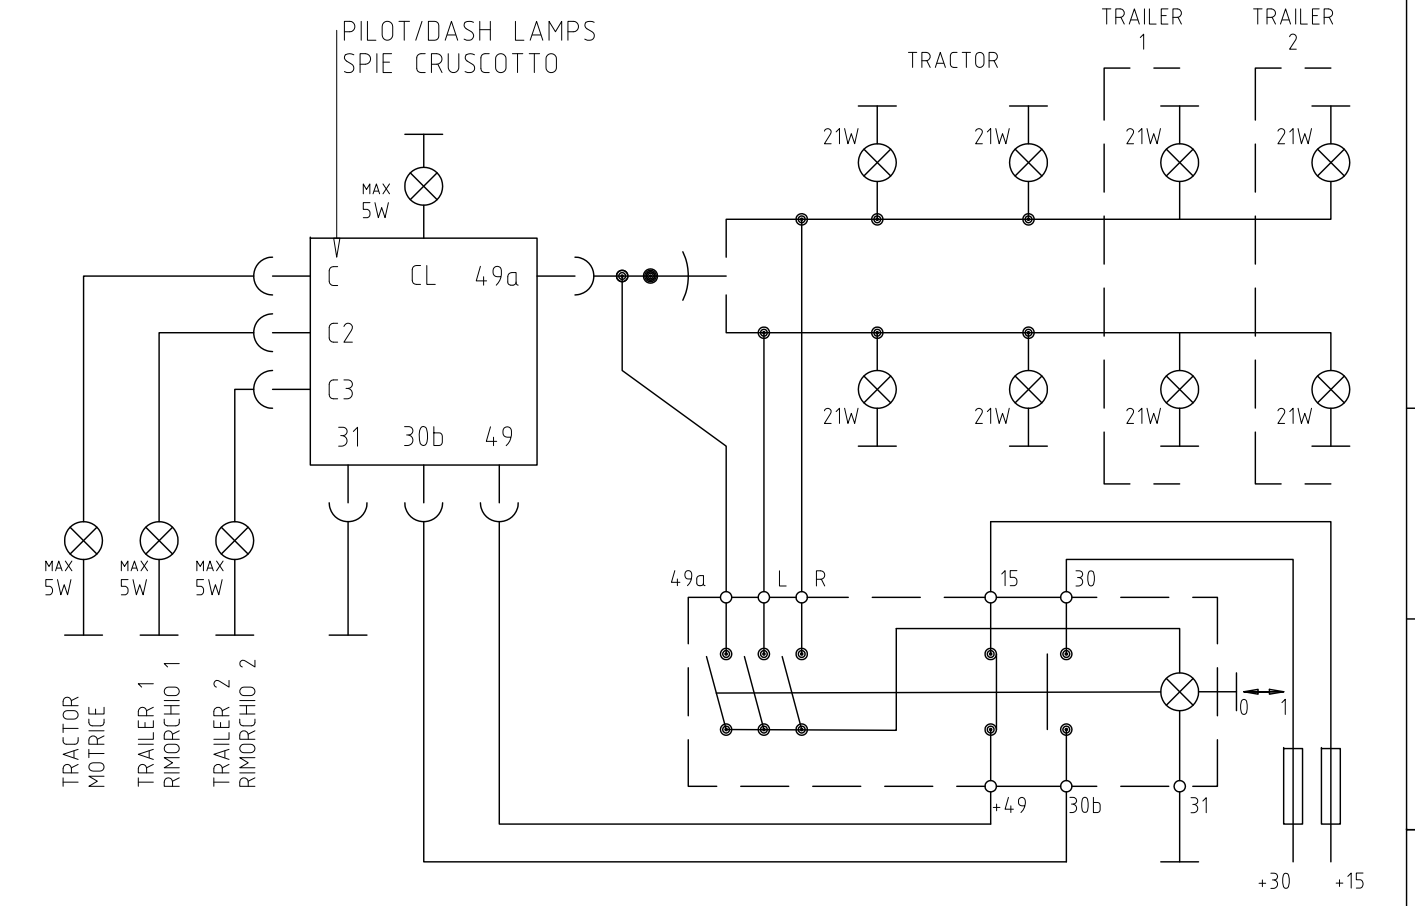 PILOT/DASH LAMPS
SPIE CRUSCOTTO
TRACTOR
TRAILER
1
TRAILER
2
21W
21W
21W
21W
MAX
5W
C
CL
49a
C2
C3
31
30b
49
21W
21W
21W
21W
MAX
5W
MAX
5W
MAX
5W
TRACTOR
MOTRICE
TRAILER 1
RIMORCHIO 1
TRAILER 2
RIMORCHIO 2
49a
L
R
15
30
0
1
+49
30b
31
+30
+15